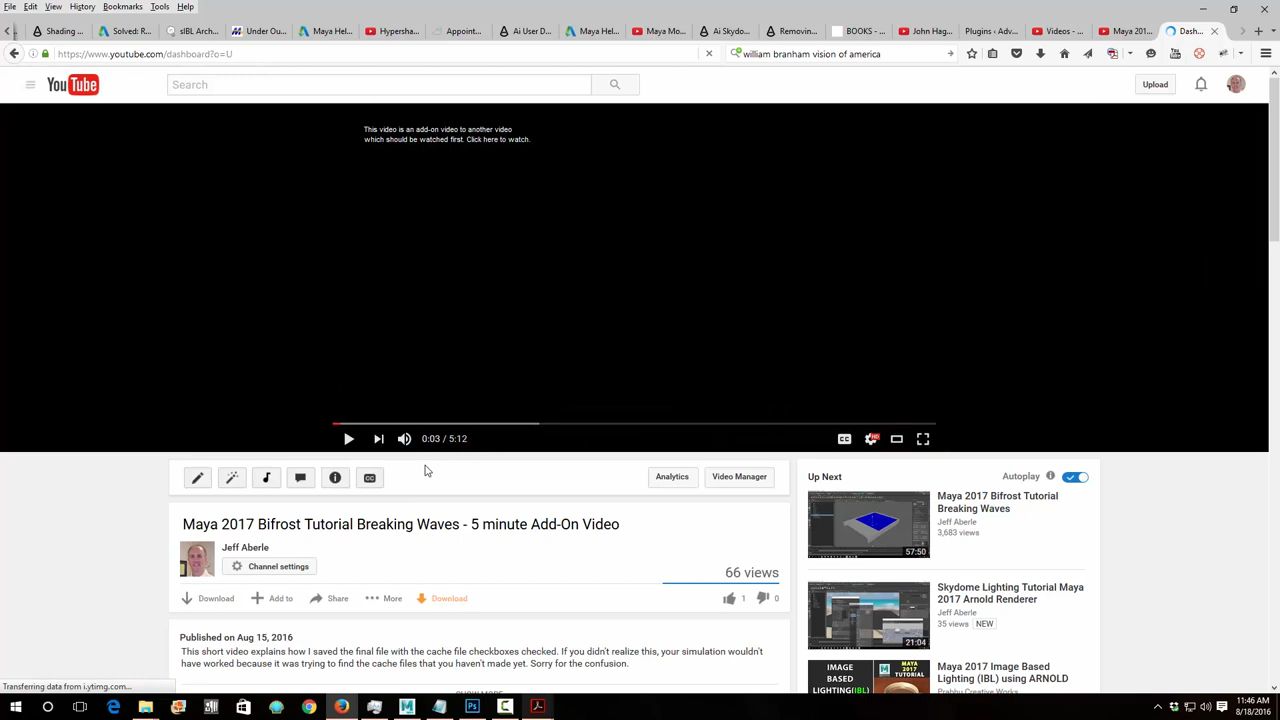 File Edit View History Bookmarks Tools Help
Shading ... Solved: R... sIBL Arch... Under Ou... Maya Hel... Hypersha... Appoint... Ai User D... Maya Hel... Maya Mo... Ai Skydo... Removin... BOOKS - ... John Hag... Plugins ‹ Adv... Videos - ... Maya 201... Dash...
https://www.youtube.com/dashboard?o=U
william branham vision of america
YouTube
Search
Upload
This video is an add-on video to another video
which should be watched first. Click here to watch.
0:03 / 5:12
CC
HD
CC
Analytics
Video Manager
Up Next
Autoplay
Maya 2017 Bifrost Tutorial Breaking Waves - 5 minute Add-On Video
Jeff Aberle
Channel settings
66 views
Download
Add to
Share
More
Download
1
0
Published on Aug 15, 2016
This short video explains how I saved the final file with the cache file checkboxes checked. If you didn't realize this, your simulation wouldn't
have worked because it was trying to find the cache files that you haven't made yet. Sorry for the confusion.
57:50
Maya 2017 Bifrost Tutorial
Breaking Waves
Jeff Aberle
3,683 views
21:04
Skydome Lighting Tutorial Maya
2017 Arnold Renderer
Jeff Aberle
35 views NEW
IMAGE
BASED
LIGHTING(IBL)
MAYA
2017
TUTORIAL
Maya 2017 Image Based
Lighting (IBL) using ARNOLD
Prabhu Creative Works
Transferring data from i.ytimg.com...
11:46 AM
8/18/2016